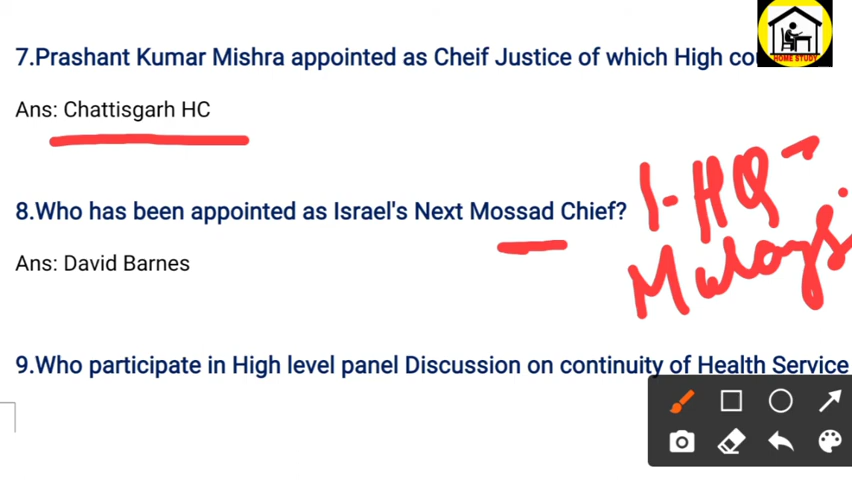 HOME STUDY
7.Prashant Kumar Mishra appointed as Cheif Justice of which High
Ans: Chattisgarh HC
1-HQ
8.Who has been appointed as Israel's Next Mossad Chief?
Ans: David Barnes
9.Who participate in High level panel Discussion on continuity of Health Service